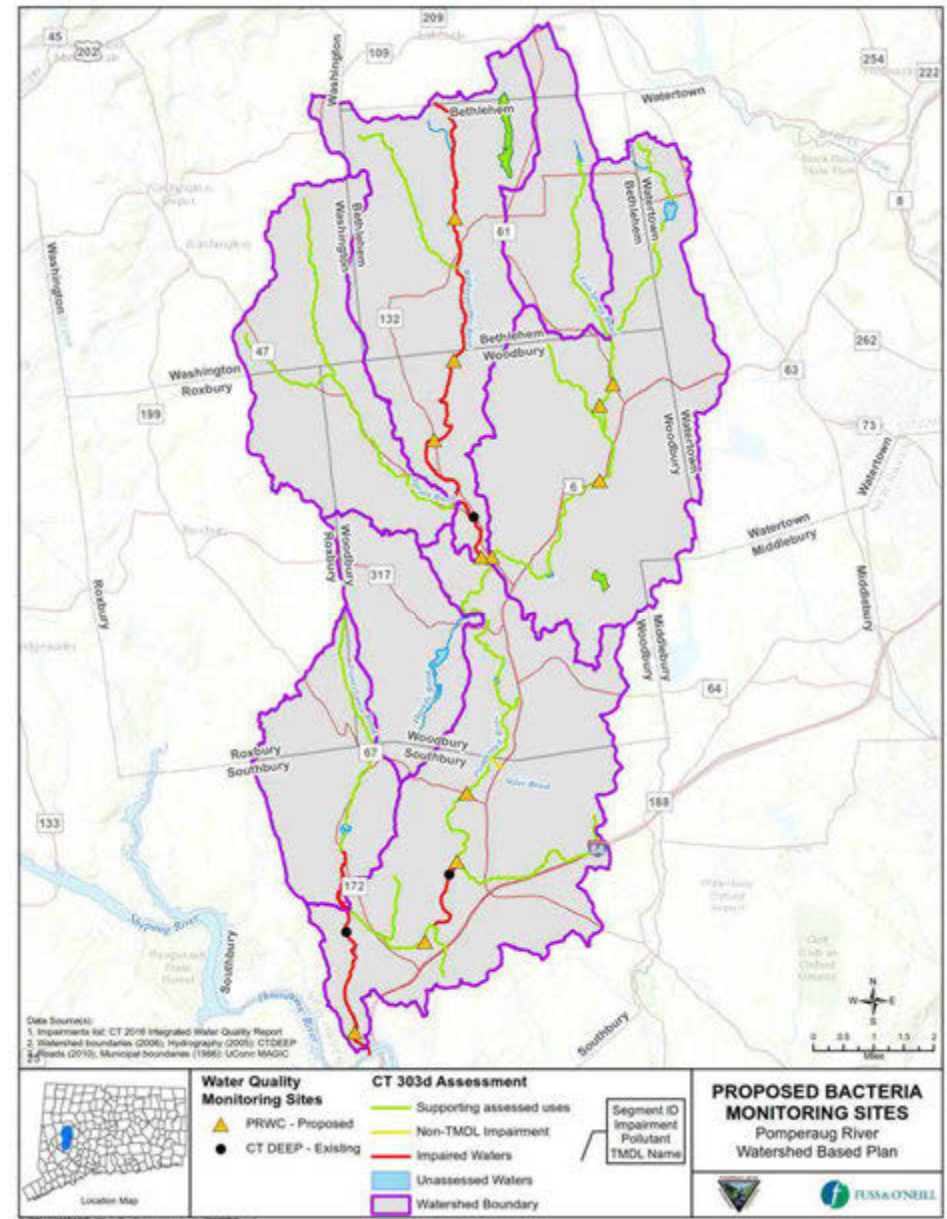 209
45
202
109
254
222
Washington
Watertown
Bethlehem
8
61
Bethlehem
Watertown
Bethlehem
Washington
Washington
132
47
Bethlehem
Woodbury
262
Washington
Roxbury
63
199
73
Woodbury
Watertown
Watertown
6
Watertown
Middlebury
Woodbury
Roxbury
317
Roxbury
Middlebury
Middlebury
Woodbury
64
Woodbury
Southbury
Roxbury
Southbury
67
188
133
172
Shepaug River
Southbury
Southbury
N
W
E
S
0 0.5 1 1.5 2
Miles
Data Source(s):
1. Impairments list: CT 2016 Integrated Water Quality Report
2. Watershed boundaries (2006), Hydrography (2005): CTDEEP
3. Roads (2010), Municipal boundaries (1986): UConn MAGIC
Location Map
Water Quality
Monitoring Sites
PRWC - Proposed
CT DEEP - Existing
CT 303d Assessment
Supporting assessed uses
Non-TMDL Impairment
Impaired Waters
Unassessed Waters
Watershed Boundary
Segment ID
Impairment
Pollutant
TMDL Name
PROPOSED BACTERIA
MONITORING SITES
Pomperaug River
Watershed Based Plan
FUSS & O'NEILL